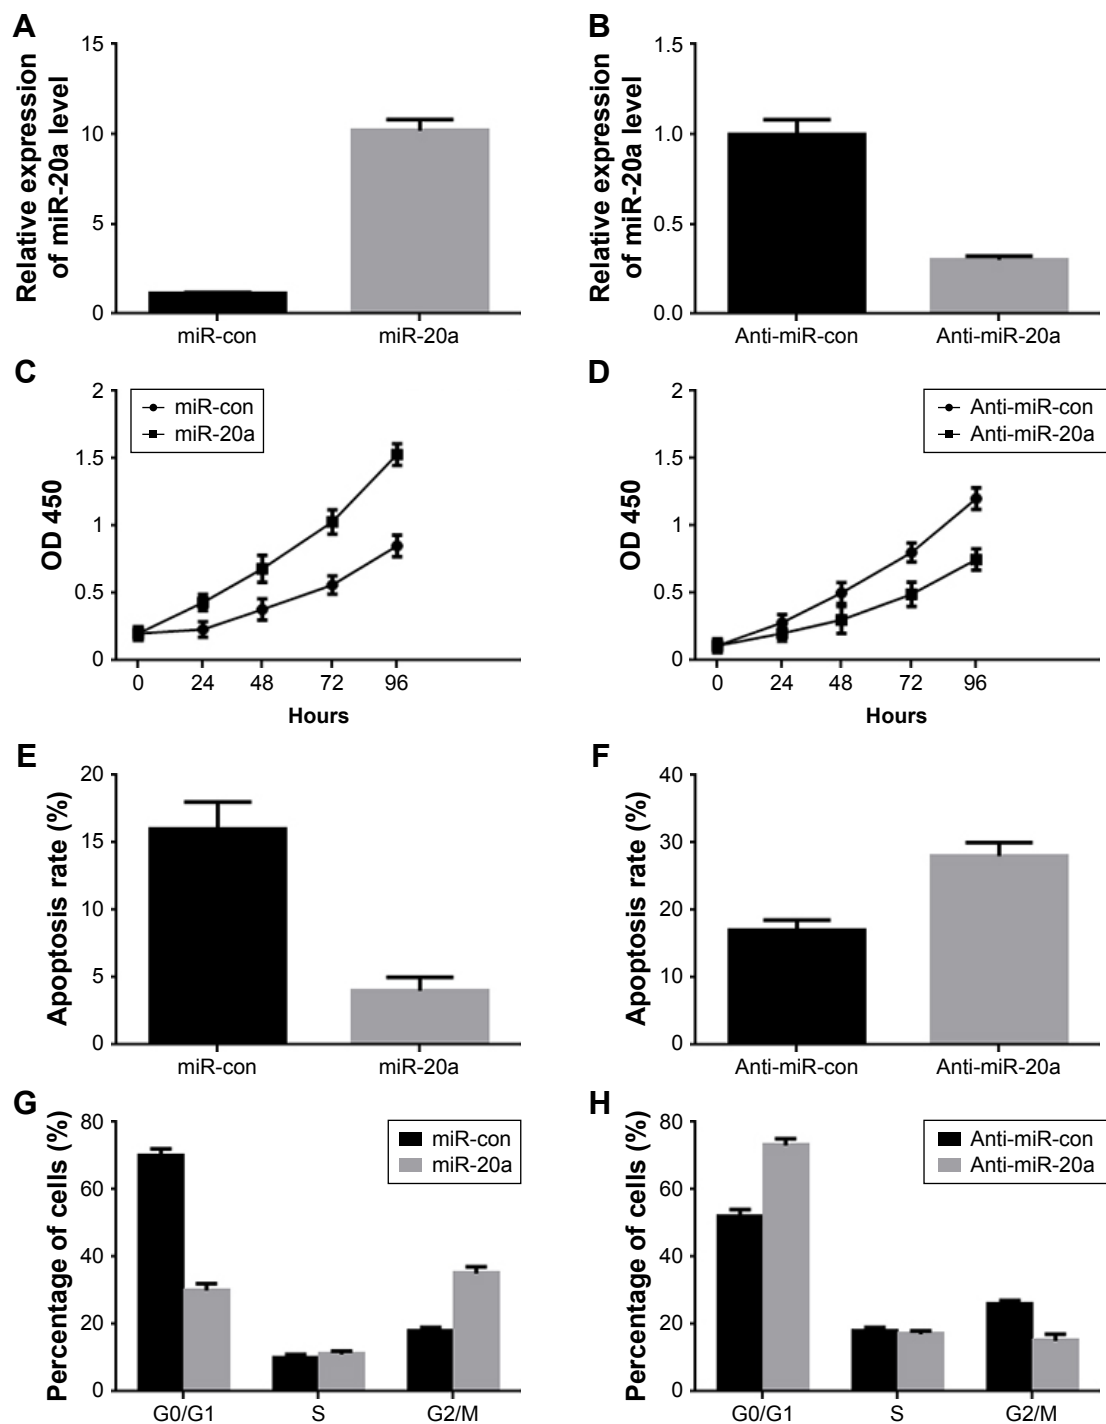 A
Relative expression
of miR-20a level
15
10
5
0
miR-con
miR-20a
B
Relative expression
of miR-20a level
1.5
1.0
0.5
0.0
Anti-miR-con
Anti-miR-20a
C
OD 450
2
1.5
1
0.5
0
miR-con
miR-20a
0 24 48 72 96
Hours
D
OD 450
2
1.5
1
0.5
0
Anti-miR-con
Anti-miR-20a
0 24 48 72 96
Hours
E
Apoptosis rate (%)
20
15
10
5
0
miR-con
miR-20a
F
Apoptosis rate (%)
40
30
20
10
0
Anti-miR-con
Anti-miR-20a
G
Percentage of cells (%)
80
60
40
20
0
miR-con
miR-20a
G0/G1 S G2/M
H
Percentage of cells (%)
80
60
40
20
0
Anti-miR-con
Anti-miR-20a
G0/G1 S G2/M